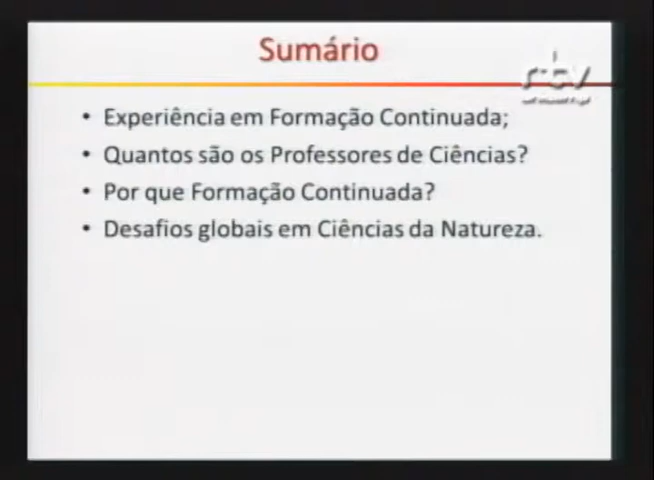 Sumário
• Experiência em Formação Continuada;
• Quantos são os Professores de Ciências?
• Por que Formação Continuada?
• Desafios globais em Ciências da Natureza.